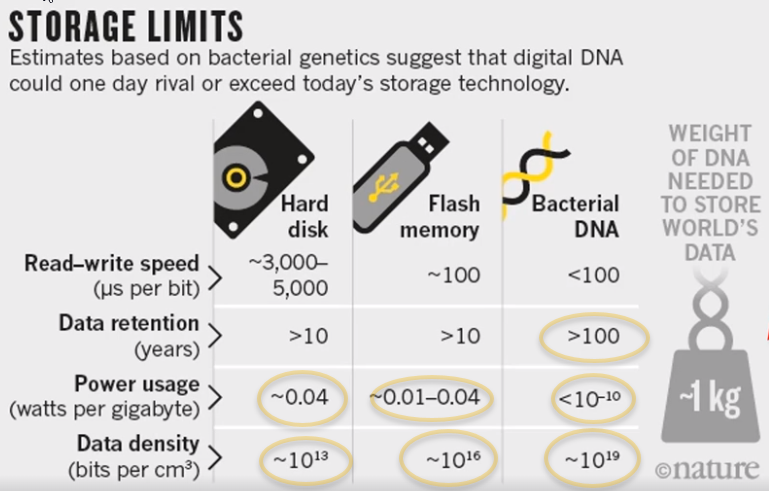 STORAGE LIMITS
Estimates based on bacterial genetics suggest that digital DNA
could one day rival or exceed today's storage technology.
Hard
disk
Flash
memory
Bacterial
DNA
Read–write speed
(µs per bit)
~3,000–
5,000
~100
<100
Data retention
(years)
>10
>10
>100
Power usage
(watts per gigabyte)
~0.04
~0.01–0.04
<10⁻¹⁰
Data density
(bits per cm³)
~10¹³
~10¹⁶
~10¹⁹
WEIGHT
OF DNA
NEEDED
TO STORE
WORLD'S
DATA
~1 kg
©nature